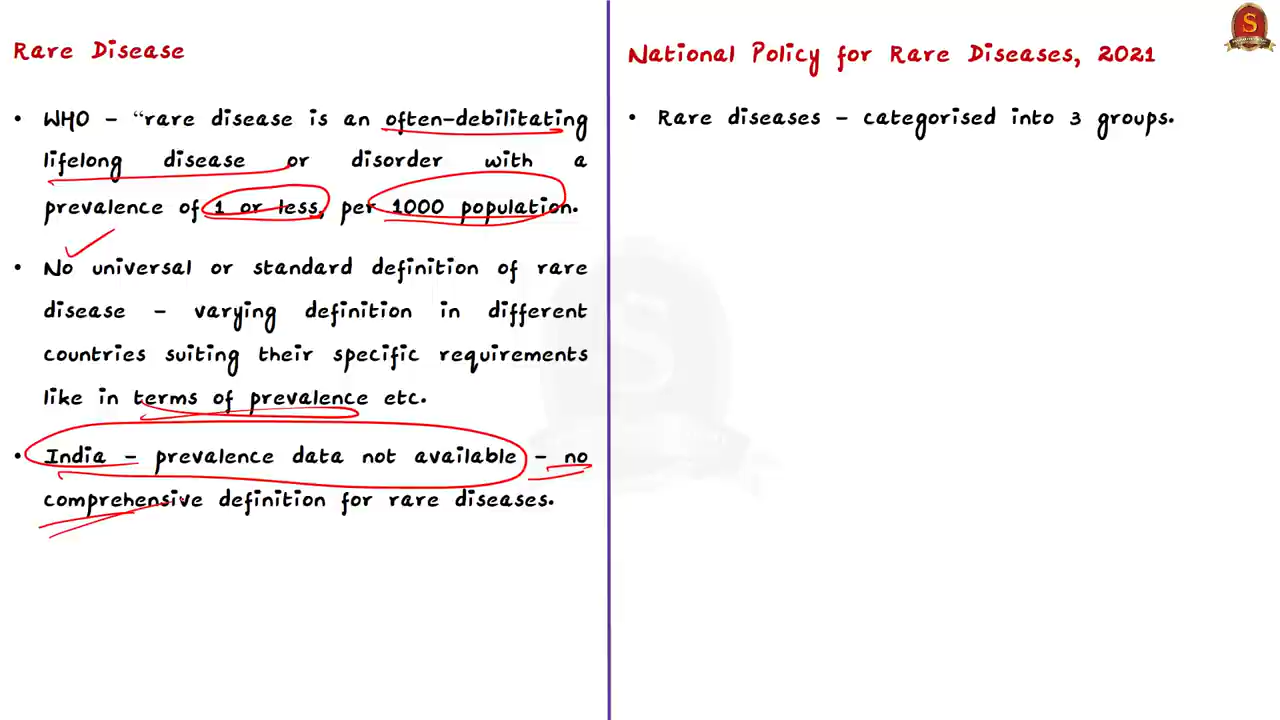 Rare Disease
• WHO – “rare disease is an often-debilitating
lifelong disease or disorder with a
prevalence of 1 or less, per 1000 population.
• No universal or standard definition of rare
disease – varying definition in different
countries suiting their specific requirements
like in terms of prevalence etc.
• India – prevalence data not available – no
comprehensive definition for rare diseases.
National Policy for Rare Diseases, 2021
• Rare diseases – categorised into 3 groups.
S